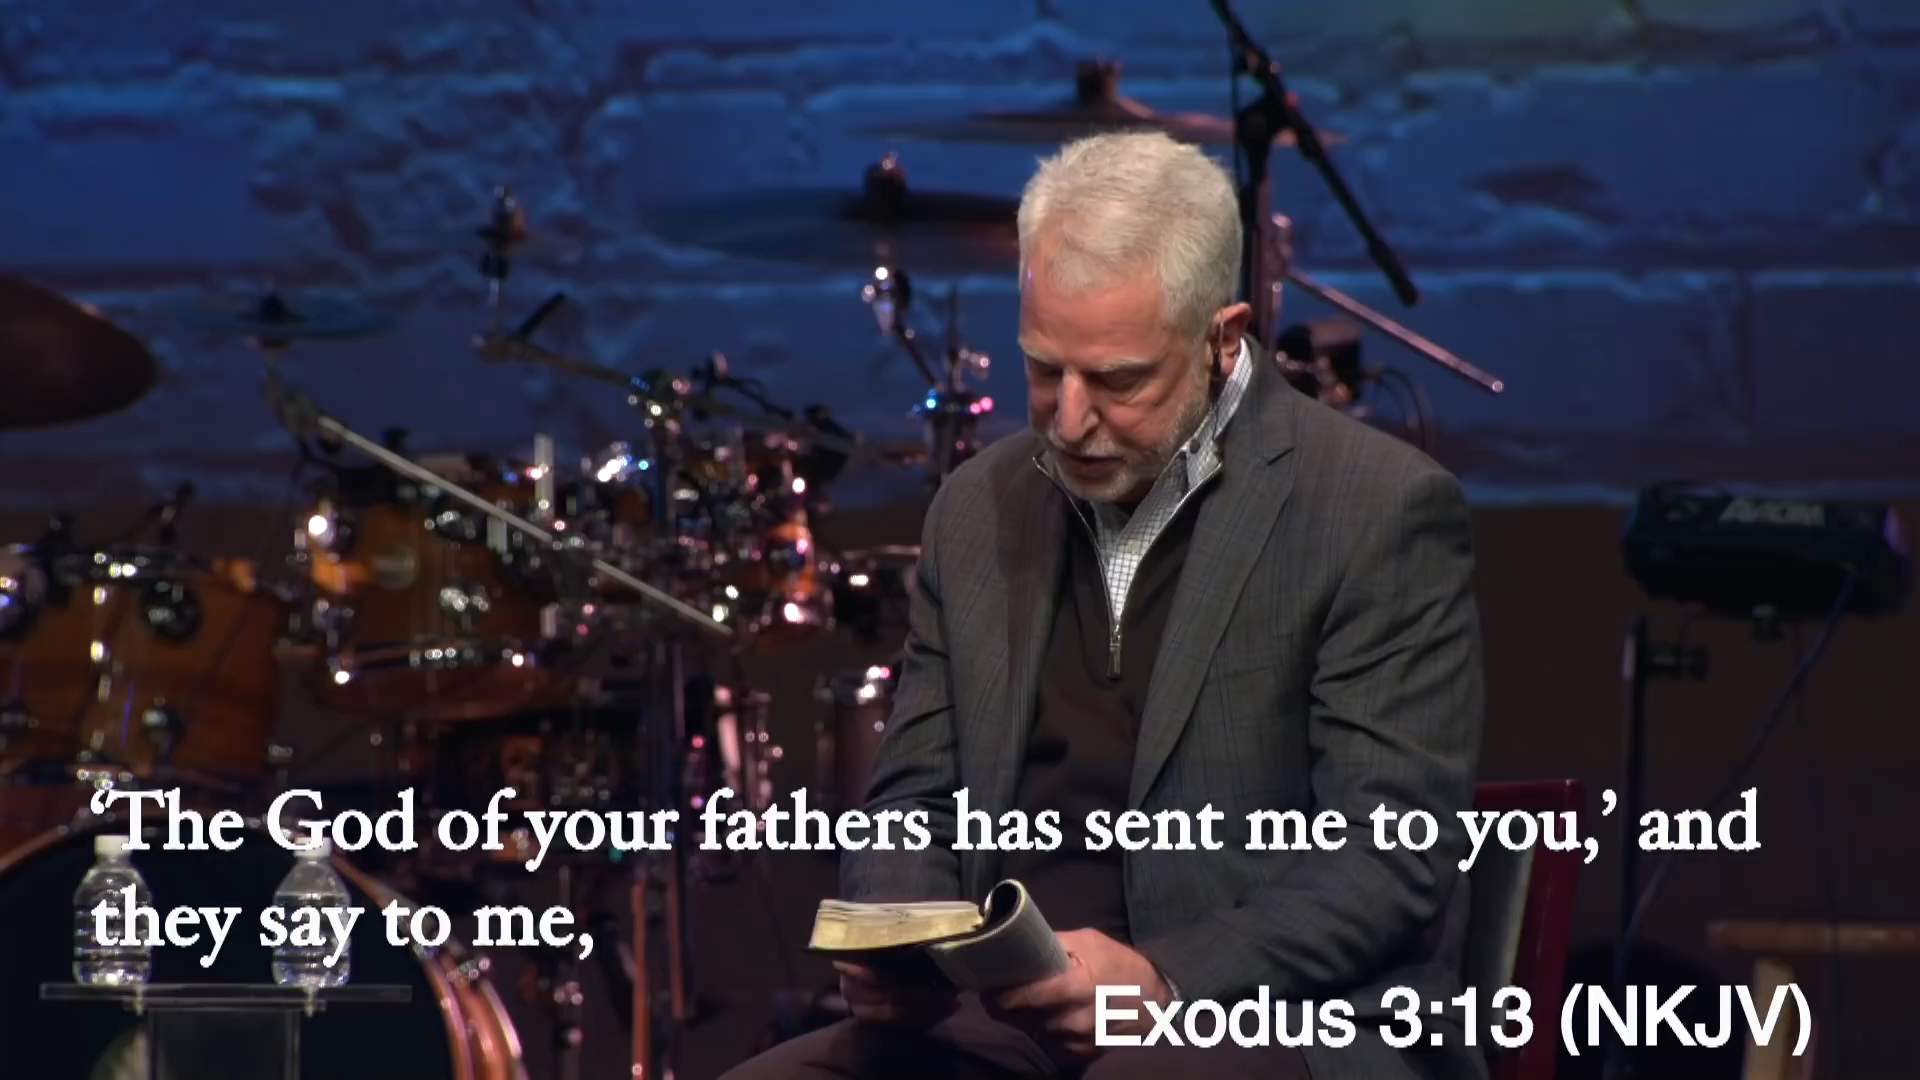 ‘The God of your fathers has sent me to you,’ and
they say to me,
Exodus 3:13 (NKJV)
AVIOM